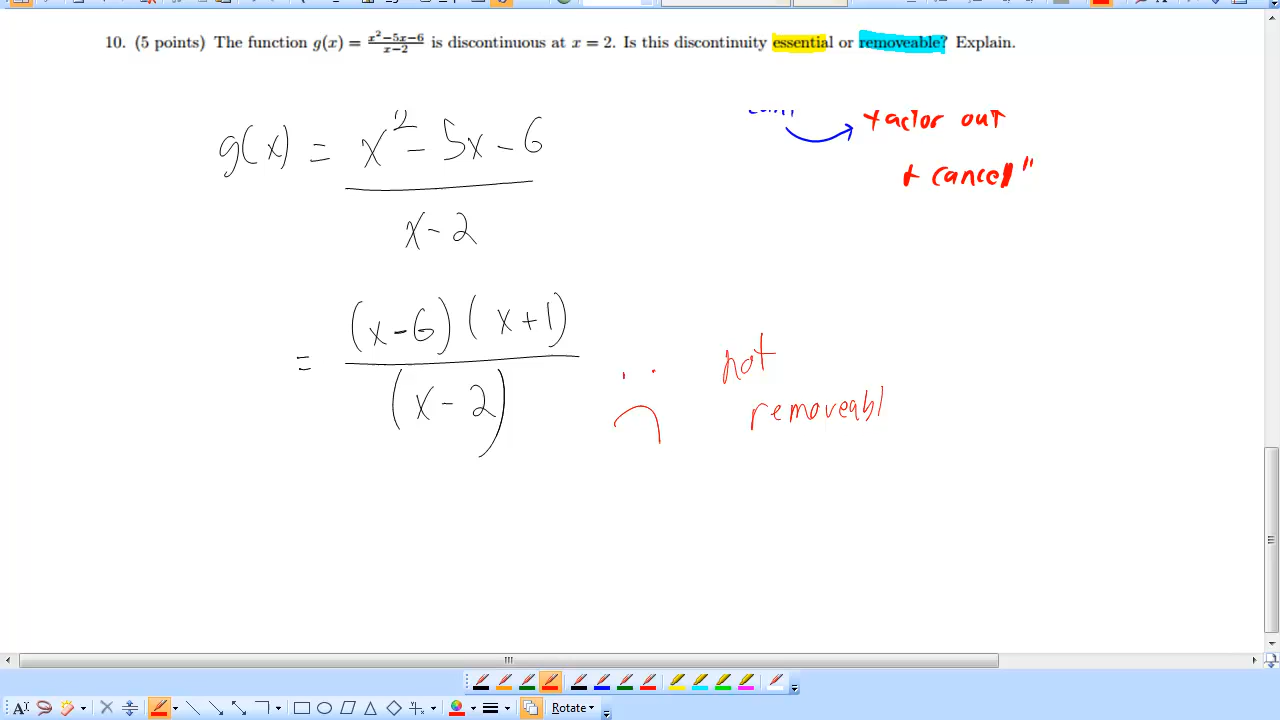 10. (5 points) The function g(x) = x²−5x−6 / x−2 is discontinuous at x = 2. Is this discontinuity essential or removeable? Explain.
g(x) = x² − 5x − 6 / x − 2
factor out
+ cancel"
= (x − 6) (x + 1) / (x − 2)
not
removeabl
Rotate